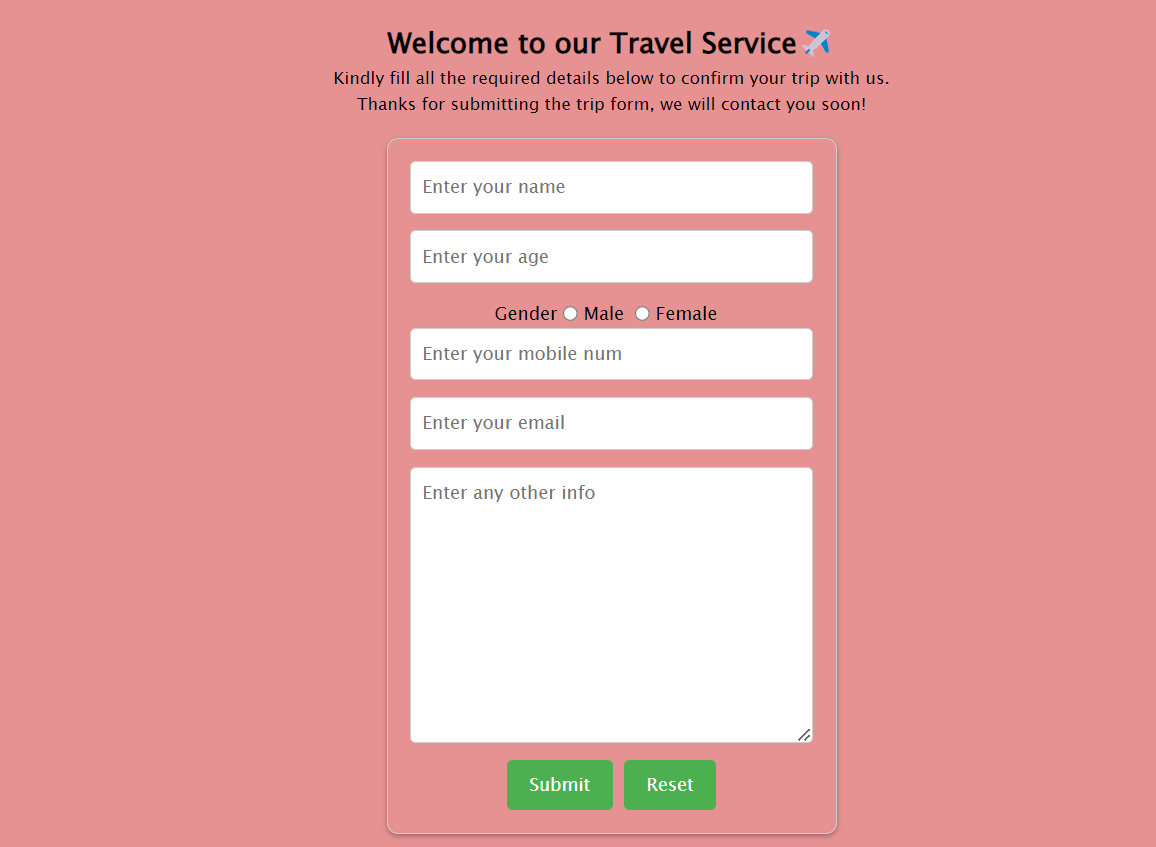 Welcome to our Travel Service ✈️
Kindly fill all the required details below to confirm your trip with us.
Thanks for submitting the trip form, we will contact you soon!
Enter your name
Enter your age
Gender Male Female
Enter your mobile num
Enter your email
Enter any other info
Submit Reset